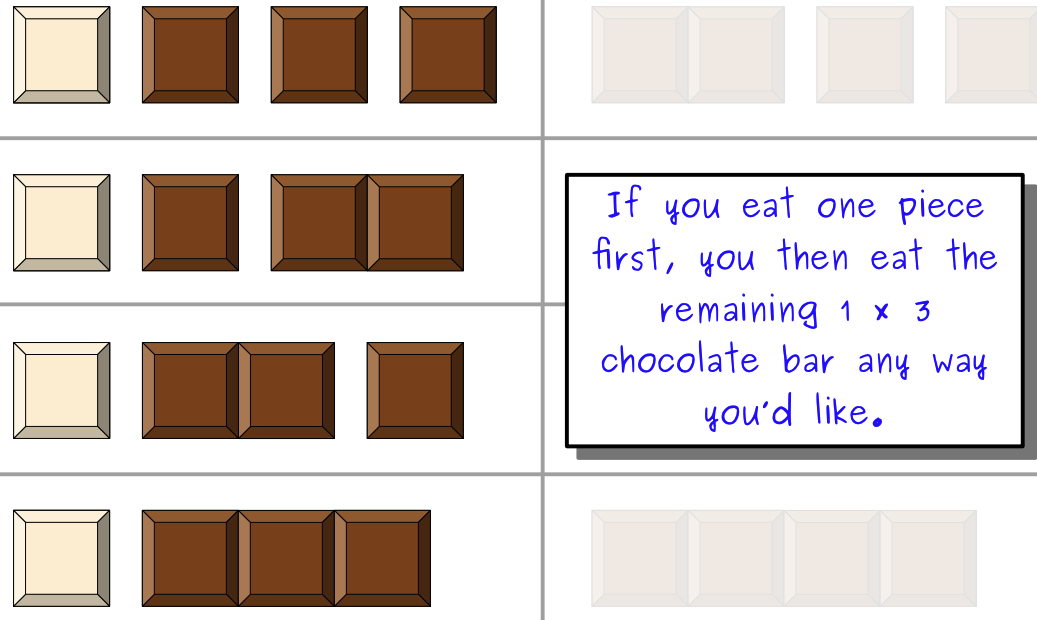 If you eat one piece
first, you then eat the
remaining 1 x 3
chocolate bar any way
you'd like.